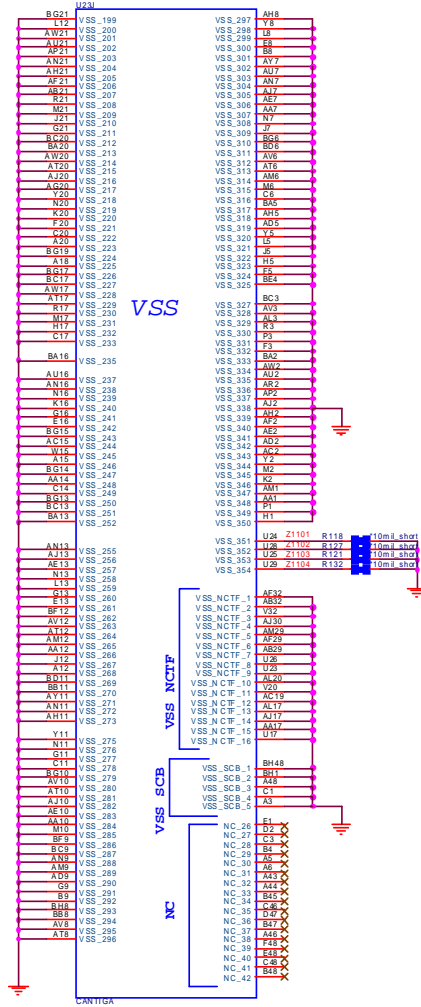 U23J
BG21 VSS_199
L12 VSS_200
AW21 VSS_201
AU21 VSS_202
AP21 VSS_203
AN21 VSS_204
AH21 VSS_205
AF21 VSS_206
AB21 VSS_207
R21 VSS_208
M21 VSS_209
J21 VSS_210
G21 VSS_211
BC20 VSS_212
BA20 VSS_213
AW20 VSS_214
AT20 VSS_215
AJ20 VSS_216
AG20 VSS_217
Y20 VSS_218
N20 VSS_219
K20 VSS_220
F20 VSS_221
C20 VSS_222
A20 VSS_223
BG19 VSS_224
A18 VSS_225
BG17 VSS_226
BC17 VSS_227
AW17 VSS_228
AT17 VSS_229
R17 VSS_230
M17 VSS_231
H17 VSS_232
C17 VSS_233
BA16 VSS_235
AU16 VSS_237
AN16 VSS_238
N16 VSS_239
K16 VSS_240
G16 VSS_241
E16 VSS_242
BG15 VSS_243
AC15 VSS_244
W15 VSS_245
A15 VSS_246
BG14 VSS_247
AA14 VSS_248
C14 VSS_249
BG13 VSS_250
BC13 VSS_251
BA13 VSS_252
AN13 VSS_255
AJ13 VSS_256
AE13 VSS_257
N13 VSS_258
L13 VSS_259
G13 VSS_260
E13 VSS_261
BF12 VSS_262
AV12 VSS_263
AT12 VSS_264
AM12 VSS_265
AA12 VSS_266
J12 VSS_267
A12 VSS_268
BD11 VSS_269
BB11 VSS_270
AY11 VSS_271
AN11 VSS_272
AH11 VSS_273
Y11 VSS_275
N11 VSS_276
G11 VSS_277
C11 VSS_278
BG10 VSS_279
AV10 VSS_280
AT10 VSS_281
AJ10 VSS_282
AE10 VSS_283
AA10 VSS_284
M10 VSS_285
BF9 VSS_286
BC9 VSS_287
AN9 VSS_288
AM9 VSS_289
AD9 VSS_290
G9 VSS_291
B9 VSS_292
BH8 VSS_293
BB8 VSS_294
AV8 VSS_295
AT8 VSS_296
VSS
VSS_297 AH8
VSS_298 Y8
VSS_299 L8
VSS_300 E8
VSS_301 B8
VSS_302 AY7
VSS_303 AU7
VSS_304 AN7
VSS_305 AJ7
VSS_306 AE7
VSS_307 AA7
VSS_308 N7
VSS_309 J7
VSS_310 BG6
VSS_311 BD6
VSS_312 AV6
VSS_313 AT6
VSS_314 AM6
VSS_315 M6
VSS_316 C6
VSS_317 BA5
VSS_318 AH5
VSS_319 AD5
VSS_320 Y5
VSS_321 L5
VSS_322 J5
VSS_323 H5
VSS_324 F5
VSS_325 BE4
VSS_327 BC3
VSS_328 AV3
VSS_329 AL3
VSS_330 R3
VSS_331 P3
VSS_332 F3
VSS_333 BA2
VSS_334 AW2
VSS_335 AU2
VSS_336 AR2
VSS_337 AP2
VSS_338 AJ2
VSS_339 AH2
VSS_340 AF2
VSS_341 AE2
VSS_342 AD2
VSS_343 AC2
VSS_344 Y2
VSS_345 M2
VSS_346 K2
VSS_347 AM1
VSS_348 AA1
VSS_349 P1
VSS_350 H1
VSS_351 U24 Z1101 R118 *10mil_short
VSS_352 U28 Z1102 R127 *10mil_short
VSS_353 U25 Z1103 R121 *10mil_short
VSS_354 U29 Z1104 R132 *10mil_short
VSS NCTF
VSS_NCTF_1 AF32
VSS_NCTF_2 AB32
VSS_NCTF_3 V32
VSS_NCTF_4 AJ30
VSS_NCTF_5 AM29
VSS_NCTF_6 AF29
VSS_NCTF_7 AB29
VSS_NCTF_8 U26
VSS_NCTF_9 U23
VSS_NCTF_10 AL20
VSS_NCTF_11 V20
VSS_NCTF_12 AC19
VSS_NCTF_13 AL17
VSS_NCTF_14 AJ17
VSS_NCTF_15 AA17
VSS_NCTF_16 U17
VSS SCB
VSS_SCB_1 BH48
VSS_SCB_2 BH1
VSS_SCB_3 A48
VSS_SCB_4 C1
VSS_SCB_5 A3
NC
NC_26 E1
NC_27 D2
NC_28 C3
NC_29 B4
NC_30 A5
NC_31 A6
NC_32 A43
NC_33 A44
NC_34 B45
NC_35 C46
NC_36 D47
NC_37 B47
NC_38 A46
NC_39 F48
NC_40 E48
NC_41 C48
NC_42 B48
CANTIGA